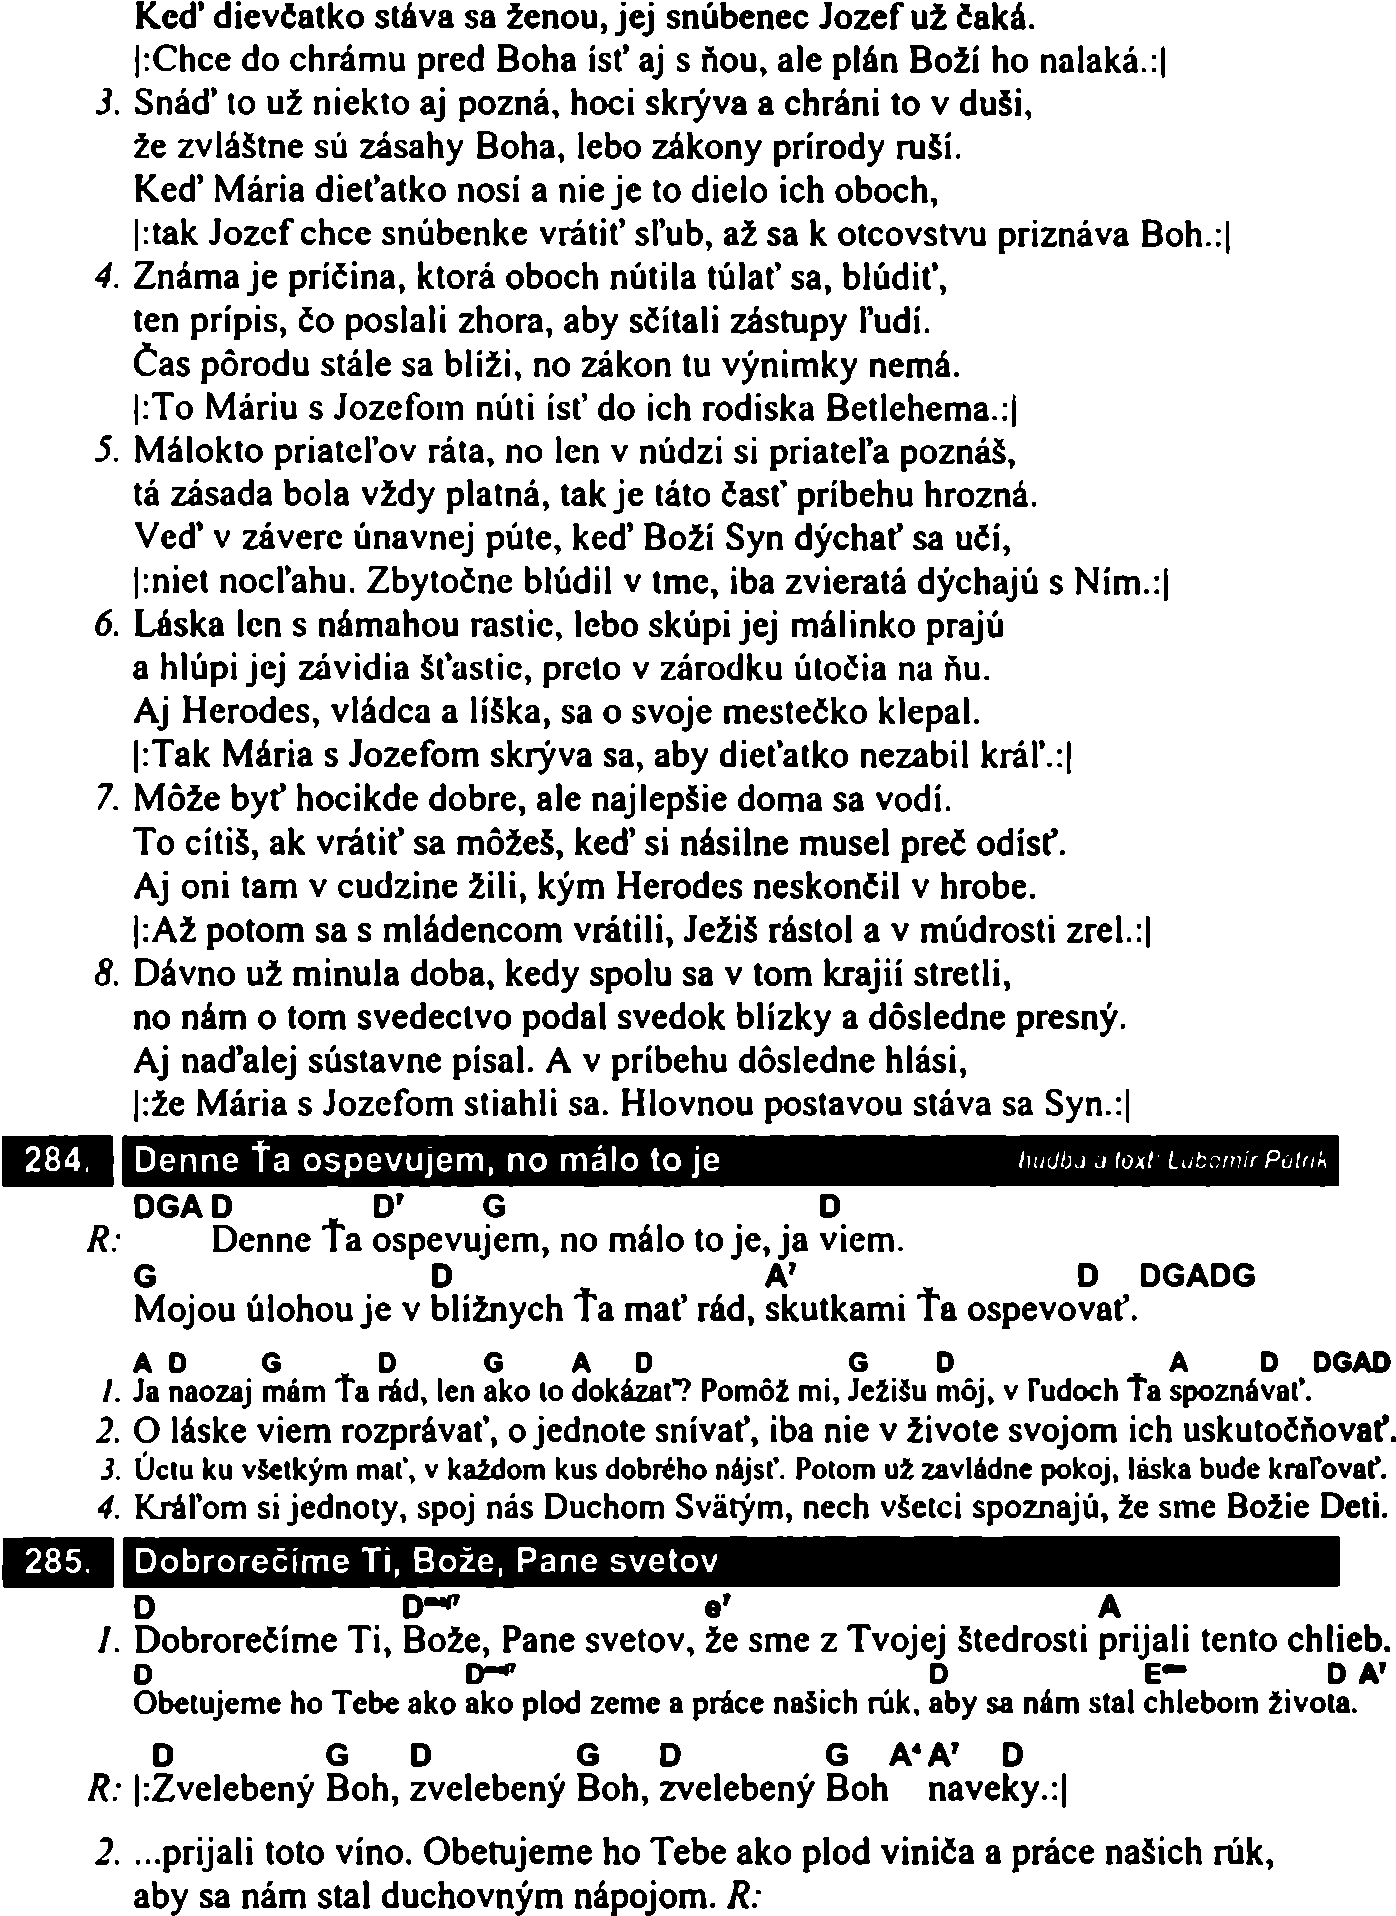 Keď dievčatko stáva sa ženou, jej snúbenec Jozef už čaká.
|:Chce do chrámu pred Boha ísť aj s ňou, ale plán Boží ho nalaká.:|
3. Snáď to už niekto aj pozná, hoci skrýva a chráni to v duši,
že zvláštne sú zásahy Boha, lebo zákony prírody ruší.
Keď Mária dieťatko nosí a nie je to dielo ich oboch,
|:tak Jozef chce snúbenke vrátiť sľub, až sa k otcovstvu priznáva Boh.:|
4. Známa je príčina, ktorá oboch nútila túlať sa, blúdiť,
ten prípis, čo poslali zhora, aby sčítali zástupy ľudí.
Čas pôrodu stále sa blíži, no zákon tu výnimky nemá.
|:To Máriu s Jozefom núti ísť do ich rodiska Betlehema.:|
5. Málokto priateľov ráta, no len v núdzi si priateľa poznáš,
tá zásada bola vždy platná, tak je táto časť príbehu hrozná.
Veď v závere únavnej púte, keď Boží Syn dýchať sa učí,
|:niet nocľahu. Zbytočne blúdil v tme, iba zvieratá dýchajú s Ním.:|
6. Láska len s námahou rastie, lebo skúpi jej málinko prajú
a hlúpi jej závidia šťastie, preto v zárodku útočia na ňu.
Aj Herodes, vládca a líška, sa o svoje mestečko klepal.
|:Tak Mária s Jozefom skrýva sa, aby dieťatko nezabil kráľ.:|
7. Môže byť hocikde dobre, ale najlepšie doma sa vodí.
To cítiš, ak vrátiť sa môžeš, keď si násilne musel preč odísť.
Aj oni tam v cudzine žili, kým Herodes neskončil v hrobe.
|:Až potom sa s mládencom vrátili, Ježiš rástol a v múdrosti zrel.:|
8. Dávno už minula doba, kedy spolu sa v tom krajií stretli,
no nám o tom svedectvo podal svedok blízky a dôsledne presný.
Aj naďalej sústavne písal. A v príbehu dôsledne hlási,
|:že Mária s Jozefom stiahli sa. Hlovnou postavou stáva sa Syn.:|
284. Denne Ťa ospevujem, no málo to je hudba a text: Ľubomír Patrik
DGA D D7 G D
R: Denne Ťa ospevujem, no málo to je, ja viem.
G D A7 D DGADG
Mojou úlohou je v blížnych Ťa mať rád, skutkami Ťa ospevovať.
A D G D G A D G D A D DGAD
1. Ja naozaj mám Ťa rád, len ako to dokázať? Pomôž mi, Ježišu môj, v ľudoch Ťa spoznávať.
2. O láske viem rozprávať, o jednote snívať, iba nie v živote svojom ich uskutočňovať.
3. Úctu ku všetkým mať, v každom kus dobrého nájsť. Potom už zavládne pokoj, láska bude kraľovať.
4. Kráľom si jednoty, spoj nás Duchom Svätým, nech všetci spoznajú, že sme Božie Deti.
285. Dobrorečíme Ti, Bože, Pane svetov
D Dmaj7 e7 A
1. Dobrorečíme Ti, Bože, Pane svetov, že sme z Tvojej štedrosti prijali tento chlieb.
D Dmaj7 D Emi D A7
Obetujeme ho Tebe ako ako plod zeme a práce našich rúk, aby sa nám stal chlebom života.
D G D G D G A4 A7 D
R: |:Zvelebený Boh, zvelebený Boh, zvelebený Boh naveky.:|
2. ...prijali toto víno. Obetujeme ho Tebe ako plod viniča a práce našich rúk,
aby sa nám stal duchovným nápojom. R: